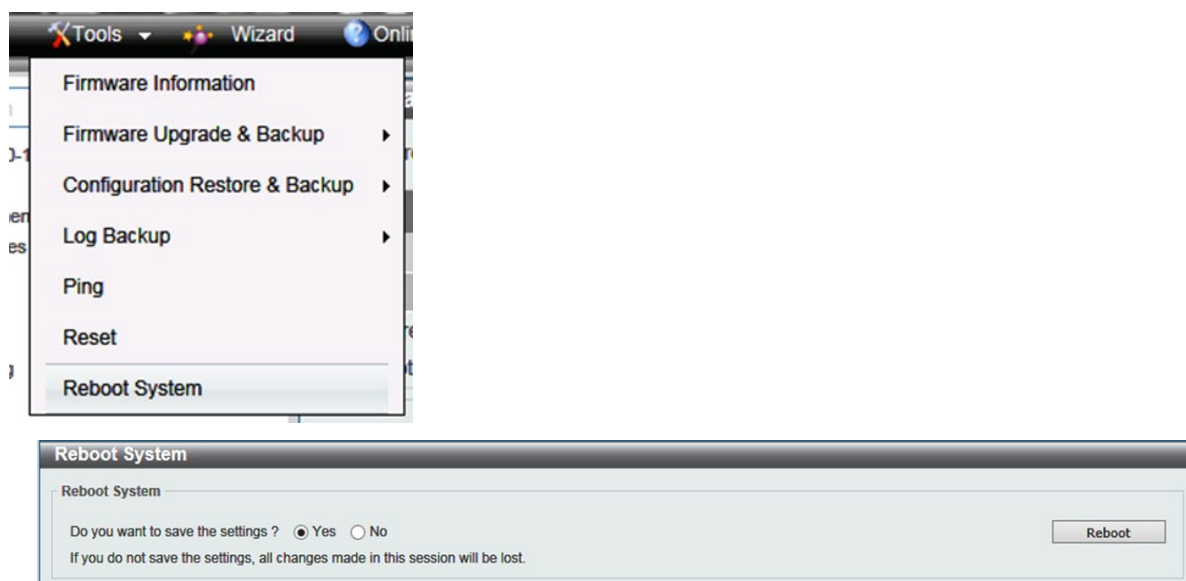 Tools Wizard
Firmware Information
Firmware Upgrade & Backup
Configuration Restore & Backup
Log Backup
Ping
Reset
Reboot System
Reboot System
Reboot System
Do you want to save the settings ? Yes No
Reboot
If you do not save the settings, all changes made in this session will be lost.